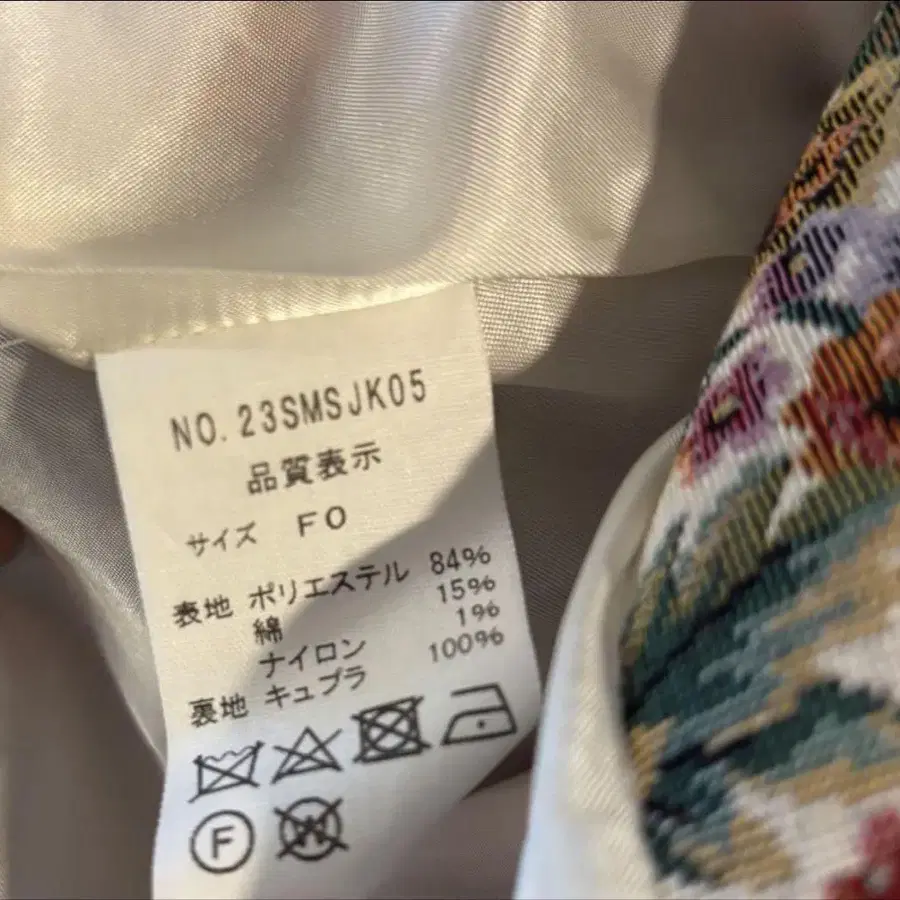 NO. 23SMSJK05
品質表示
サイズ F0
表地 ポリエステル 84%
綿 15%
ナイロン 1%
裏地 キュプラ 100%
F W